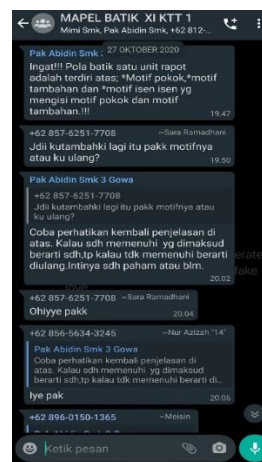 MAPEL BATIK XI KTT 1
Mimi Smk, Pak Abidin Smk, +62 812-...
27 OKTOBER 2020
Pak Abidin Smk
Ingat!!! Pola batik satu unit rapot
adalah terdiri atas; *Motif pokok,*motif
tambahan dan *motif isen isen yg
mengisi motif pokok dan motif
tambahan.!!!
19.47
+62 857-6251-7708 ~Sara Ramadhani
Jdii kutambahki lagi itu pakk motifnya
atau ku ulang?
19.50
Pak Abidin Smk 3 Gowa
+62 857-6251-7708
Jdii kutambahki lagi itu pakk motifnya atau
ku ulang?
Coba perhatikan kembali penjelasan di
atas. Kalau sdh memenuhi yg dimaksud
berarti sdh,tp kalau tdk memenuhi berarti
diulang.Intinya sdh paham atau blm.
20.02
+62 857-6251-7708 ~Sara Ramadhani
Ohiyye pakk
20.04
+62 856-5634-3245 ~Nur Azizah "14"
Pak Abidin Smk 3 Gowa
Coba perhatikan kembali penjelasan di
atas. Kalau sdh memenuhi yg dimaksud
berarti sdh,tp kalau tdk memenuhi berarti di...
Iye pak
20.06
+62 896-0150-1365 ~Meisin
Ketik pesan